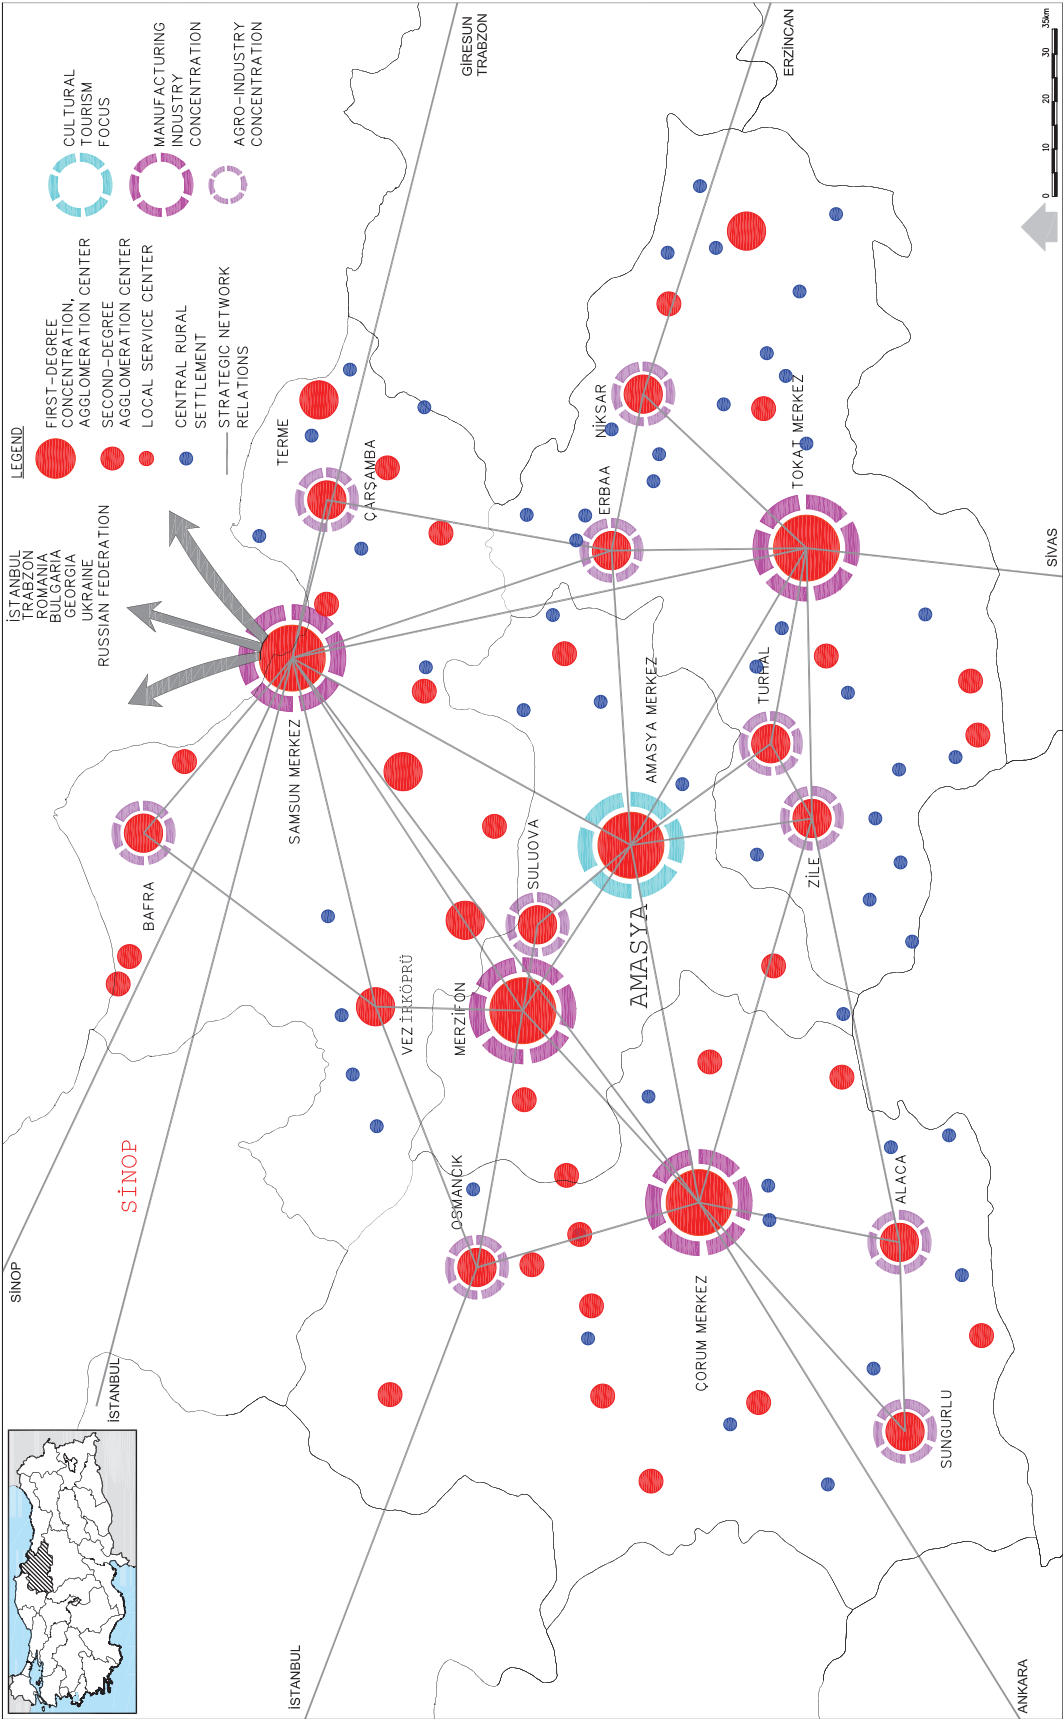 İSTANBUL
TRABZON
ROMANIA
BULGARIA
GEORGIA
UKRAINE
RUSSIAN FEDERATION
LEGEND
FIRST-DEGREE
CONCENTRATION,
AGGLOMERATION CENTER
SECOND-DEGREE
AGGLOMERATION CENTER
LOCAL SERVICE CENTER
CENTRAL RURAL
SETTLEMENT
STRATEGIC NETWORK
RELATIONS
CULTURAL
TOURISM
FOCUS
MANUFACTURING
INDUSTRY
CONCENTRATION
AGRO-INDUSTRY
CONCENTRATION
SİNOP
İSTANBUL
SİNOP
BAFRA
SAMSUN MERKEZ
TERME
ÇARŞAMBA
GİRESUN
TRABZON
VEZİRKÖPRÜ
MERZİFON
OSMANCIK
SULUOVA
AMASYA
AMASYA MERKEZ
ERBAA
NİKSAR
ERZİNCAN
İSTANBUL
ÇORUM MERKEZ
TURHAL
TOKAT MERKEZ
ZİLE
ALACA
SUNGURLU
ANKARA
SİVAS
0 10 20 30 35km